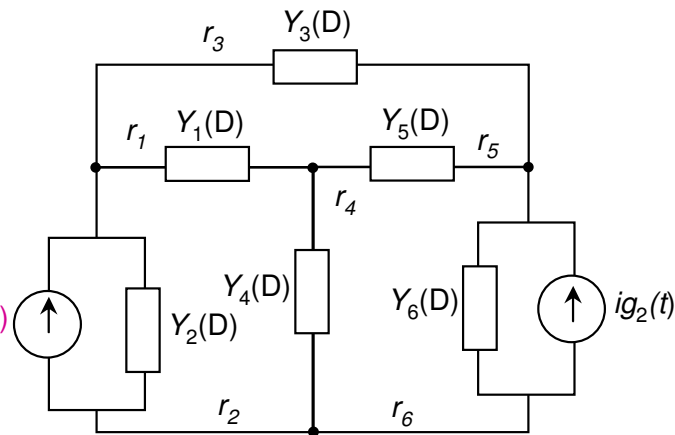 r3 Y3(D)
r1 Y1(D) Y5(D) r5
r4
) Y2(D) Y4(D) Y6(D) ig2(t)
r2 r6